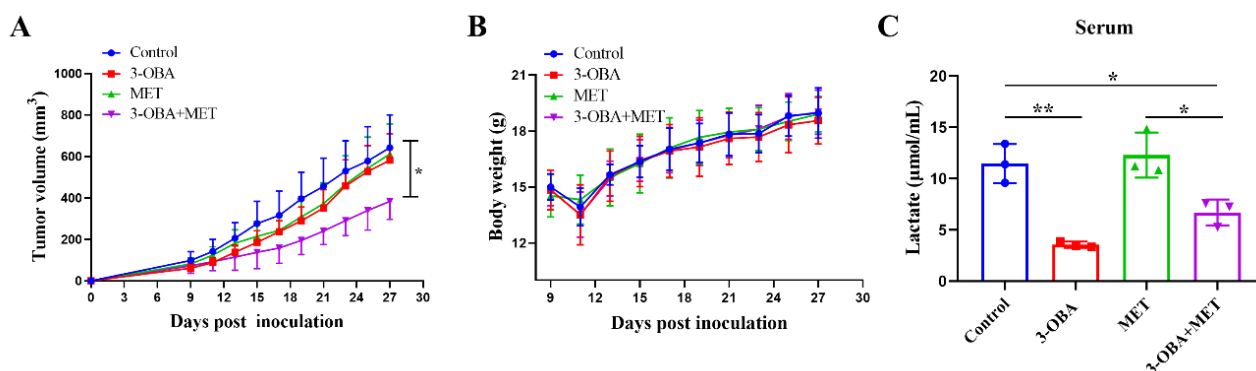 A
Control
3-OBA
MET
3-OBA+MET
Tumor volume (mm³)
1000
800
600
400
200
0
*
0 3 6 9 12 15 18 21 24 27 30
Days post inoculation
B
Control
3-OBA
MET
3-OBA+MET
Body weight (g)
21
18
15
12
9 12 15 18 21 24 27 30
Days post inoculation
C
Serum
Lactate (μmol/mL)
20
15
10
5
0
*
** *
Control 3-OBA MET 3-OBA+MET